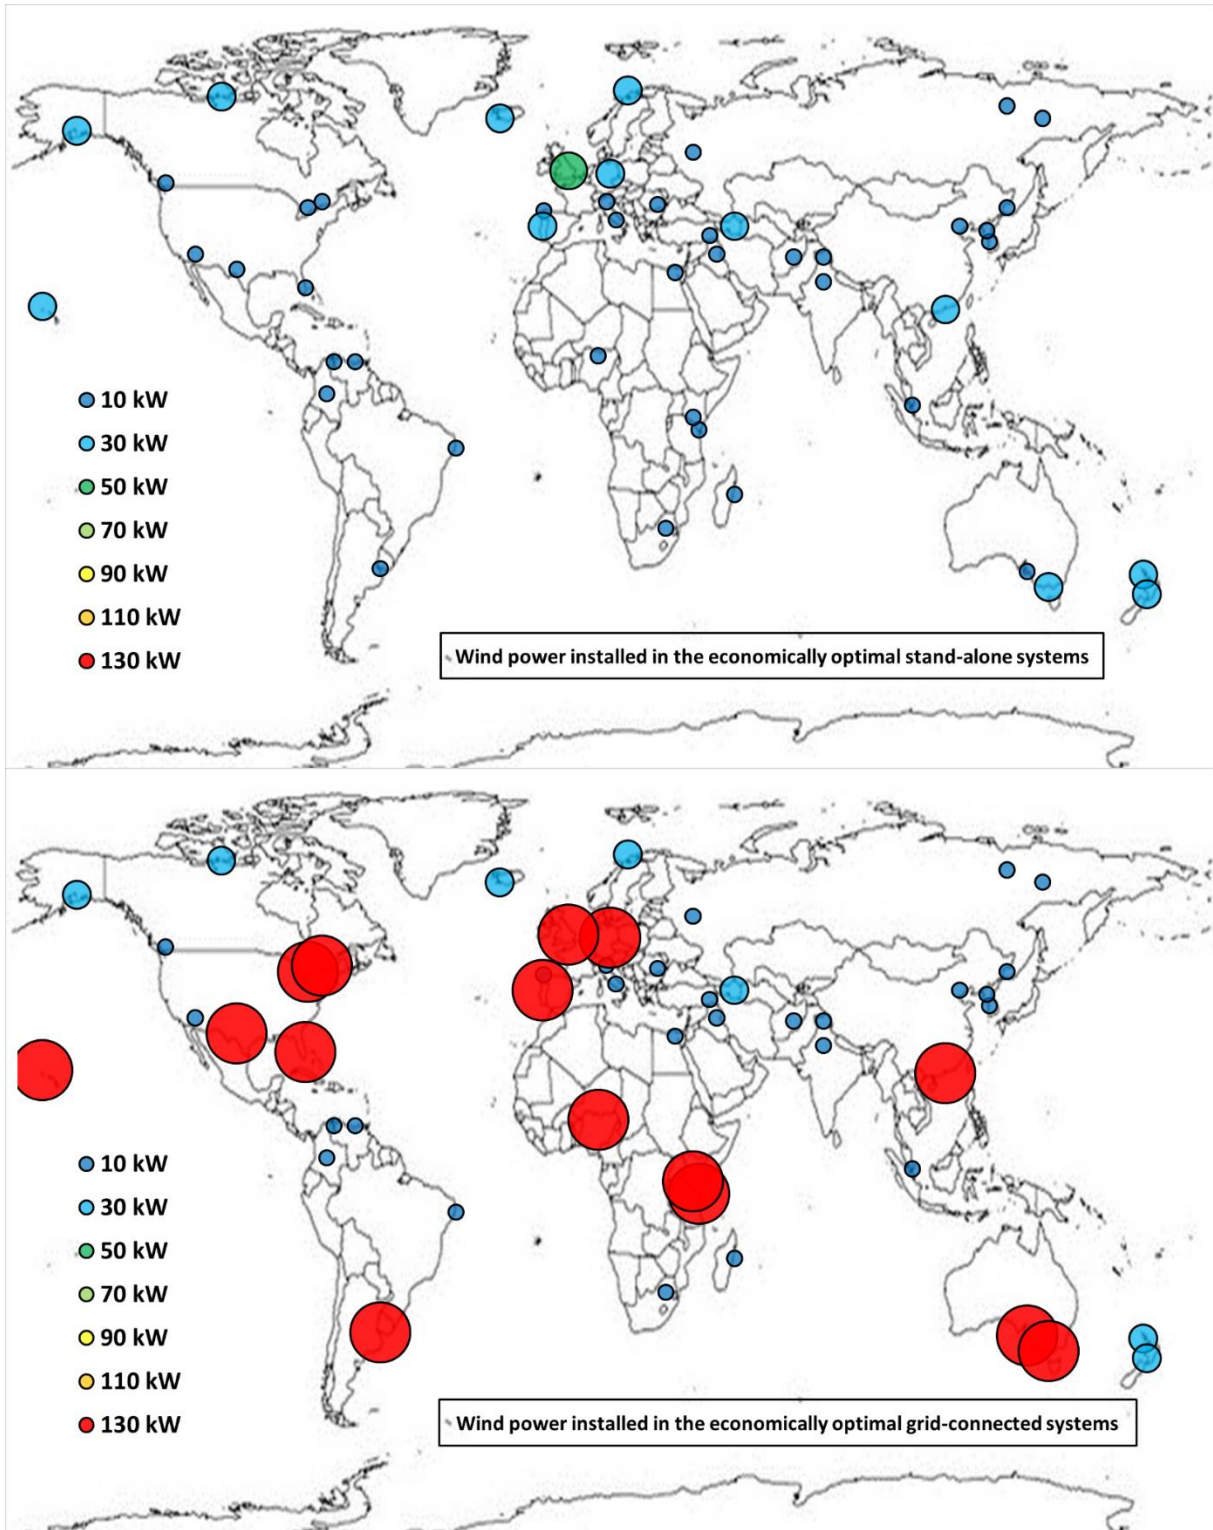 10 kW
30 kW
50 kW
70 kW
90 kW
110 kW
130 kW
Wind power installed in the economically optimal stand-alone systems
10 kW
30 kW
50 kW
70 kW
90 kW
110 kW
130 kW
Wind power installed in the economically optimal grid-connected systems